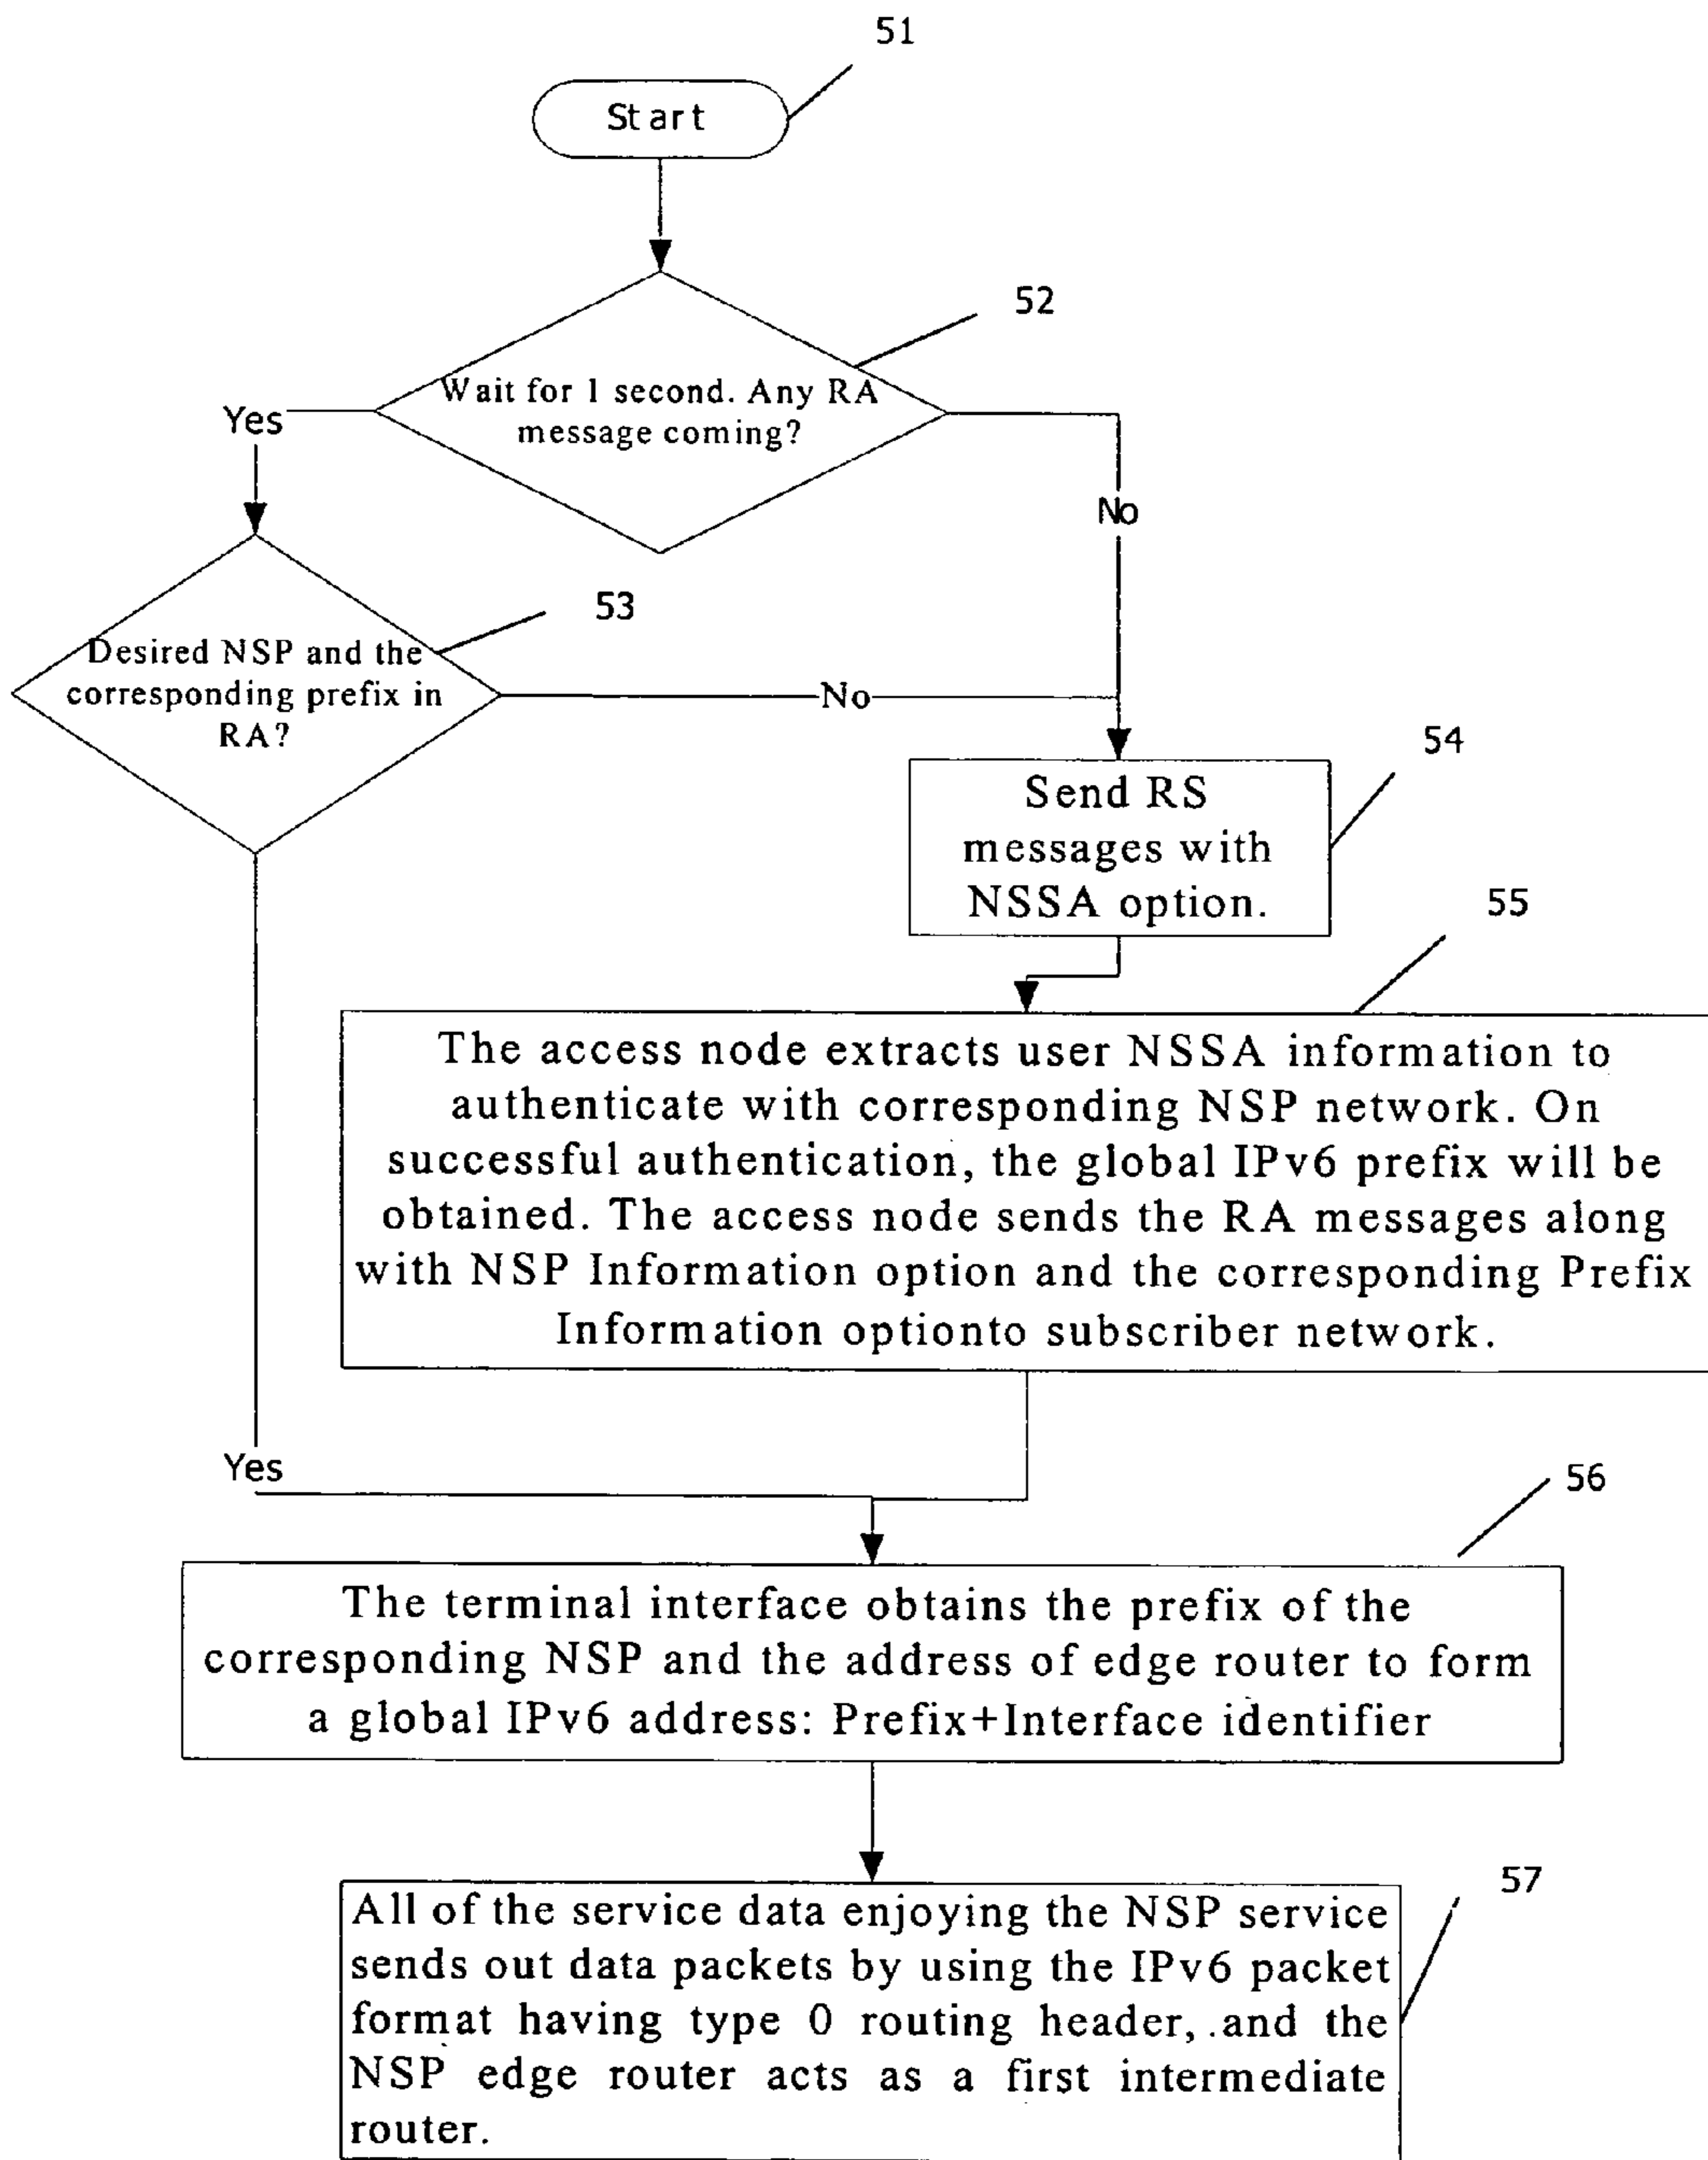 51
Start
52
Wait for 1 second. Any RA
message coming?
Yes
No
53
Desired NSP and the
corresponding prefix in
RA?
No
54
Send RS
messages with
NSSA option.
55
The access node extracts user NSSA information to
authenticate with corresponding NSP network. On
successful authentication, the global IPv6 prefix will be
obtained. The access node sends the RA messages along
with NSP Information option and the corresponding Prefix
Information optionto subscriber network.
Yes
56
The terminal interface obtains the prefix of the
corresponding NSP and the address of edge router to form
a global IPv6 address: Prefix+Interface identifier
57
All of the service data enjoying the NSP service
sends out data packets by using the IPv6 packet
format having type 0 routing header, and the
NSP edge router acts as a first intermediate
router.